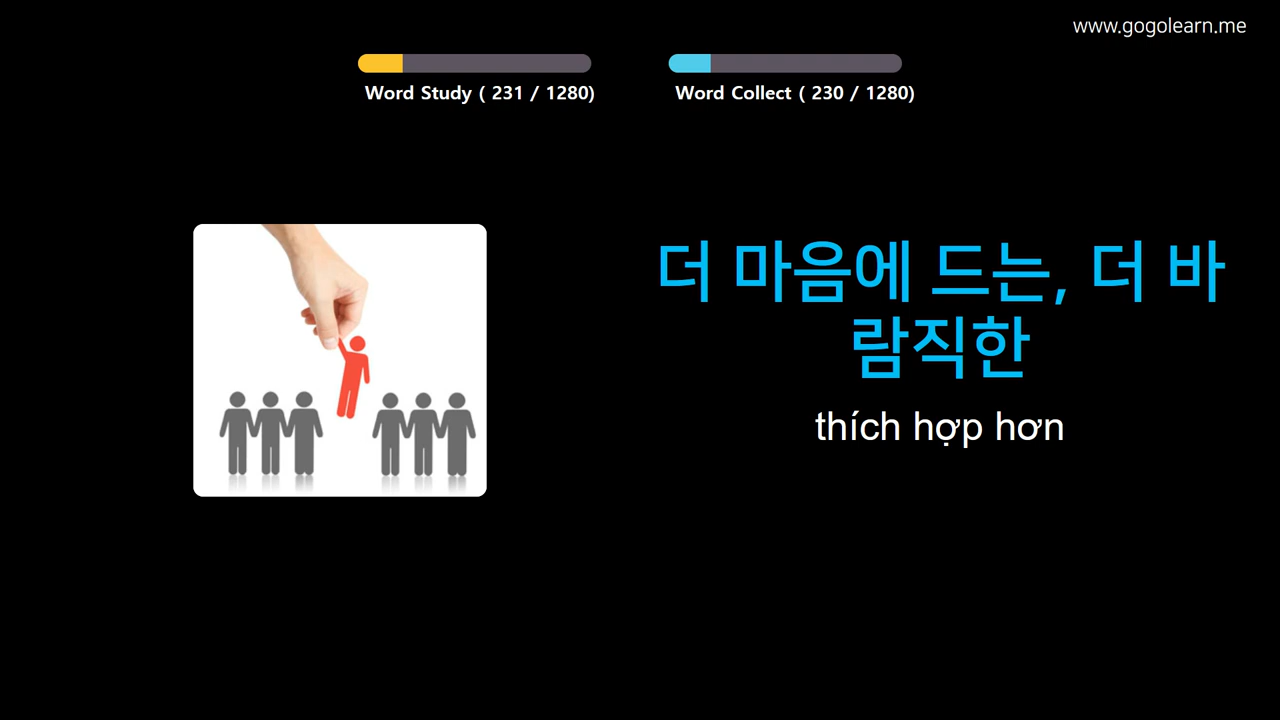 www.gogolearn.me
Word Study ( 231 / 1280)
Word Collect ( 230 / 1280)
더 마음에 드는, 더 바
람직한
thích hợp hơn